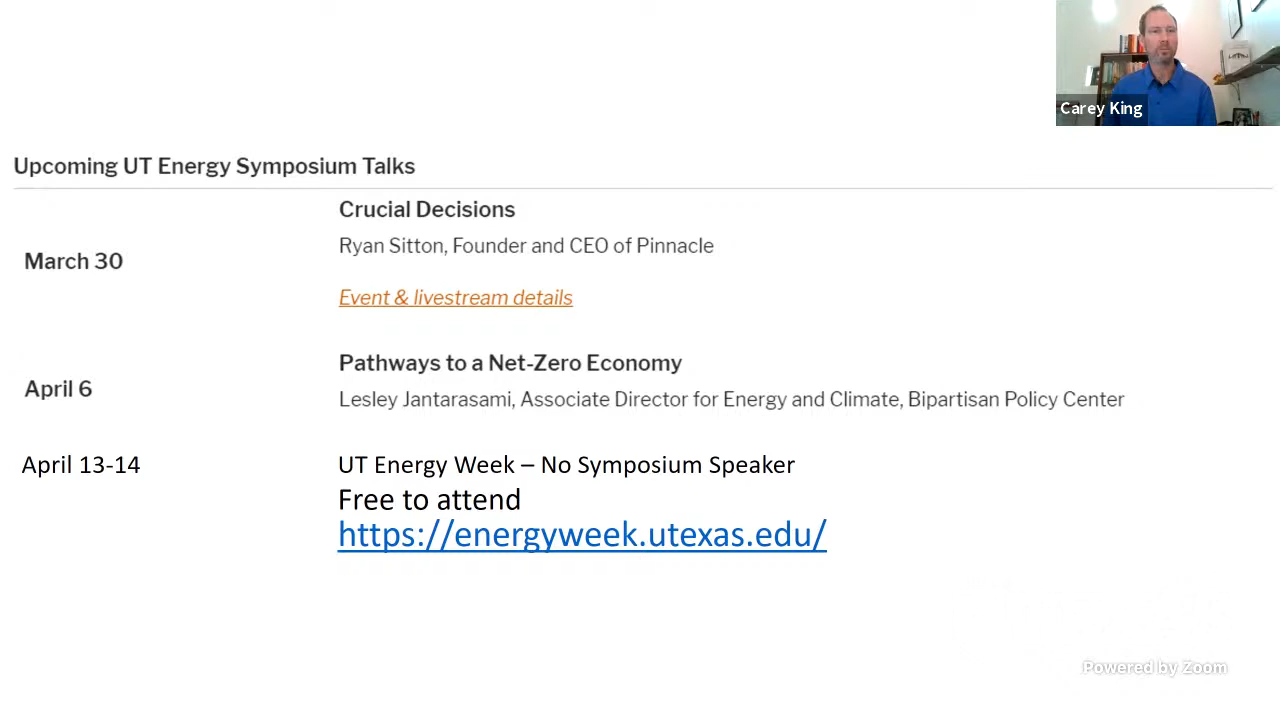 Carey King
Upcoming UT Energy Symposium Talks
March 30
Crucial Decisions
Ryan Sitton, Founder and CEO of Pinnacle
Event & livestream details
April 6
Pathways to a Net-Zero Economy
Lesley Jantarasami, Associate Director for Energy and Climate, Bipartisan Policy Center
April 13-14
UT Energy Week – No Symposium Speaker
Free to attend
https://energyweek.utexas.edu/
Powered by Zoom